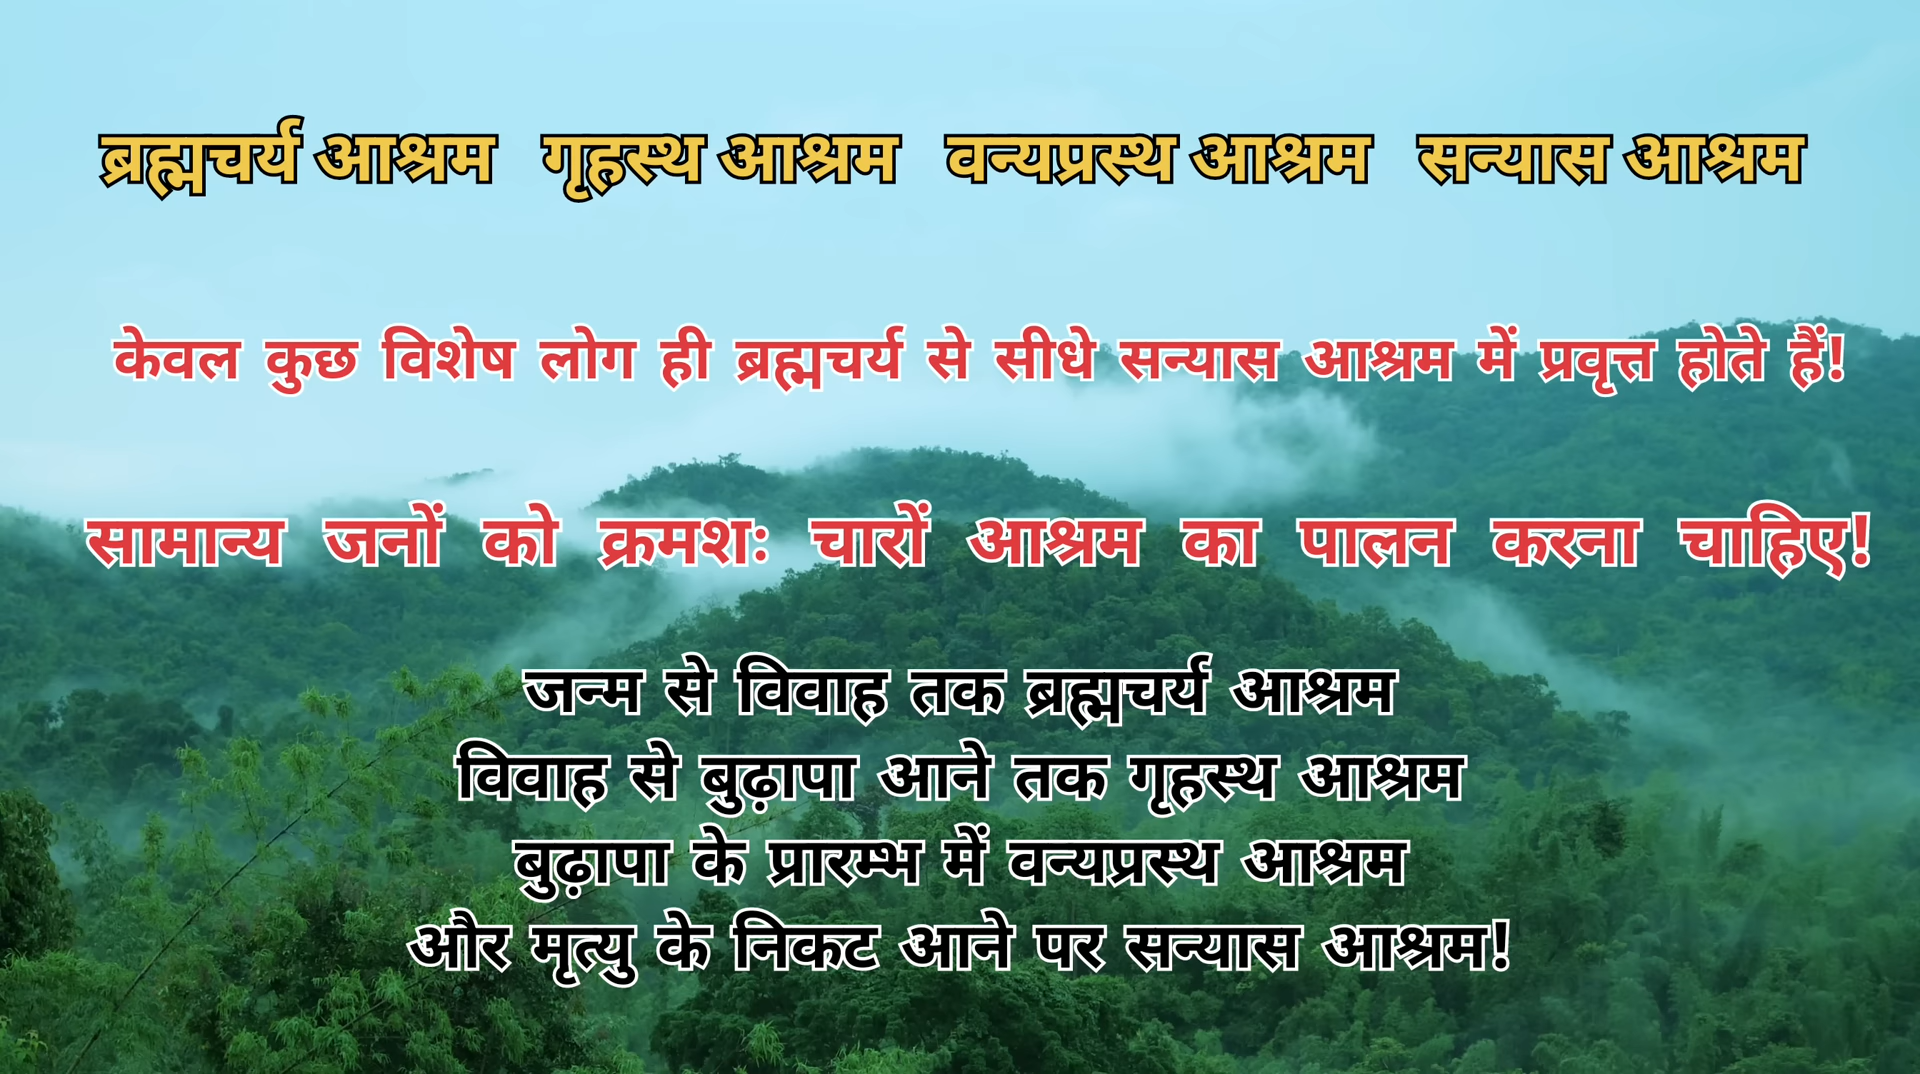 ब्रह्मचर्य आश्रम गृहस्थ आश्रम वन्यप्रस्थ आश्रम सन्यास आश्रम
केवल कुछ विशेष लोग ही ब्रह्मचर्य से सीधे सन्यास आश्रम में प्रवृत्त होते हैं!
सामान्य जनों को क्रमशः चारों आश्रम का पालन करना चाहिए!
जन्म से विवाह तक ब्रह्मचर्य आश्रम
विवाह से बुढ़ापा आने तक गृहस्थ आश्रम
बुढ़ापा के प्रारम्भ में वन्यप्रस्थ आश्रम
और मृत्यु के निकट आने पर सन्यास आश्रम!